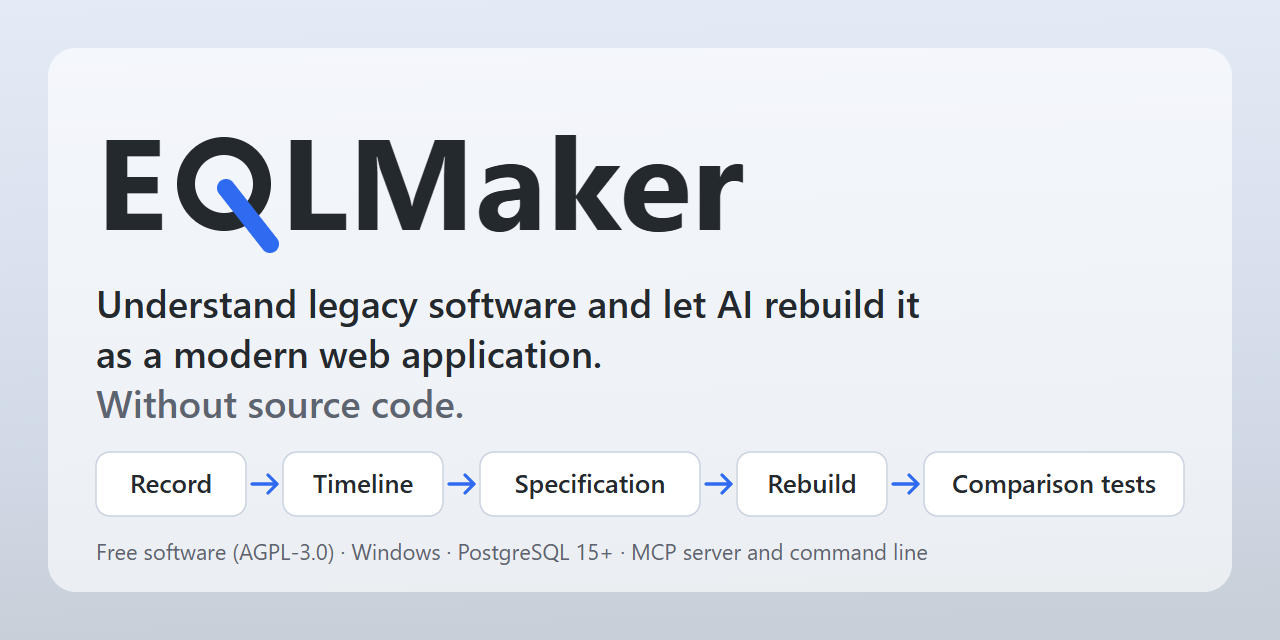 EQLMaker
Understand legacy software and let AI rebuild it
as a modern web application.
Without source code.
Record → Timeline → Specification → Rebuild → Comparison tests
Free software (AGPL-3.0) · Windows · PostgreSQL 15+ · MCP server and command line